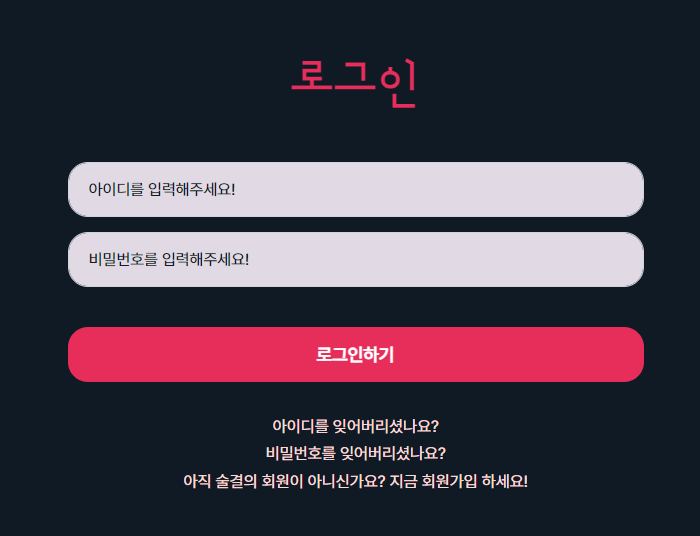 로그인
아이디를 입력해주세요!
비밀번호를 입력해주세요!
로그인하기
아이디를 잊어버리셨나요?
비밀번호를 잊어버리셨나요?
아직 술결의 회원이 아니신가요? 지금 회원가입 하세요!